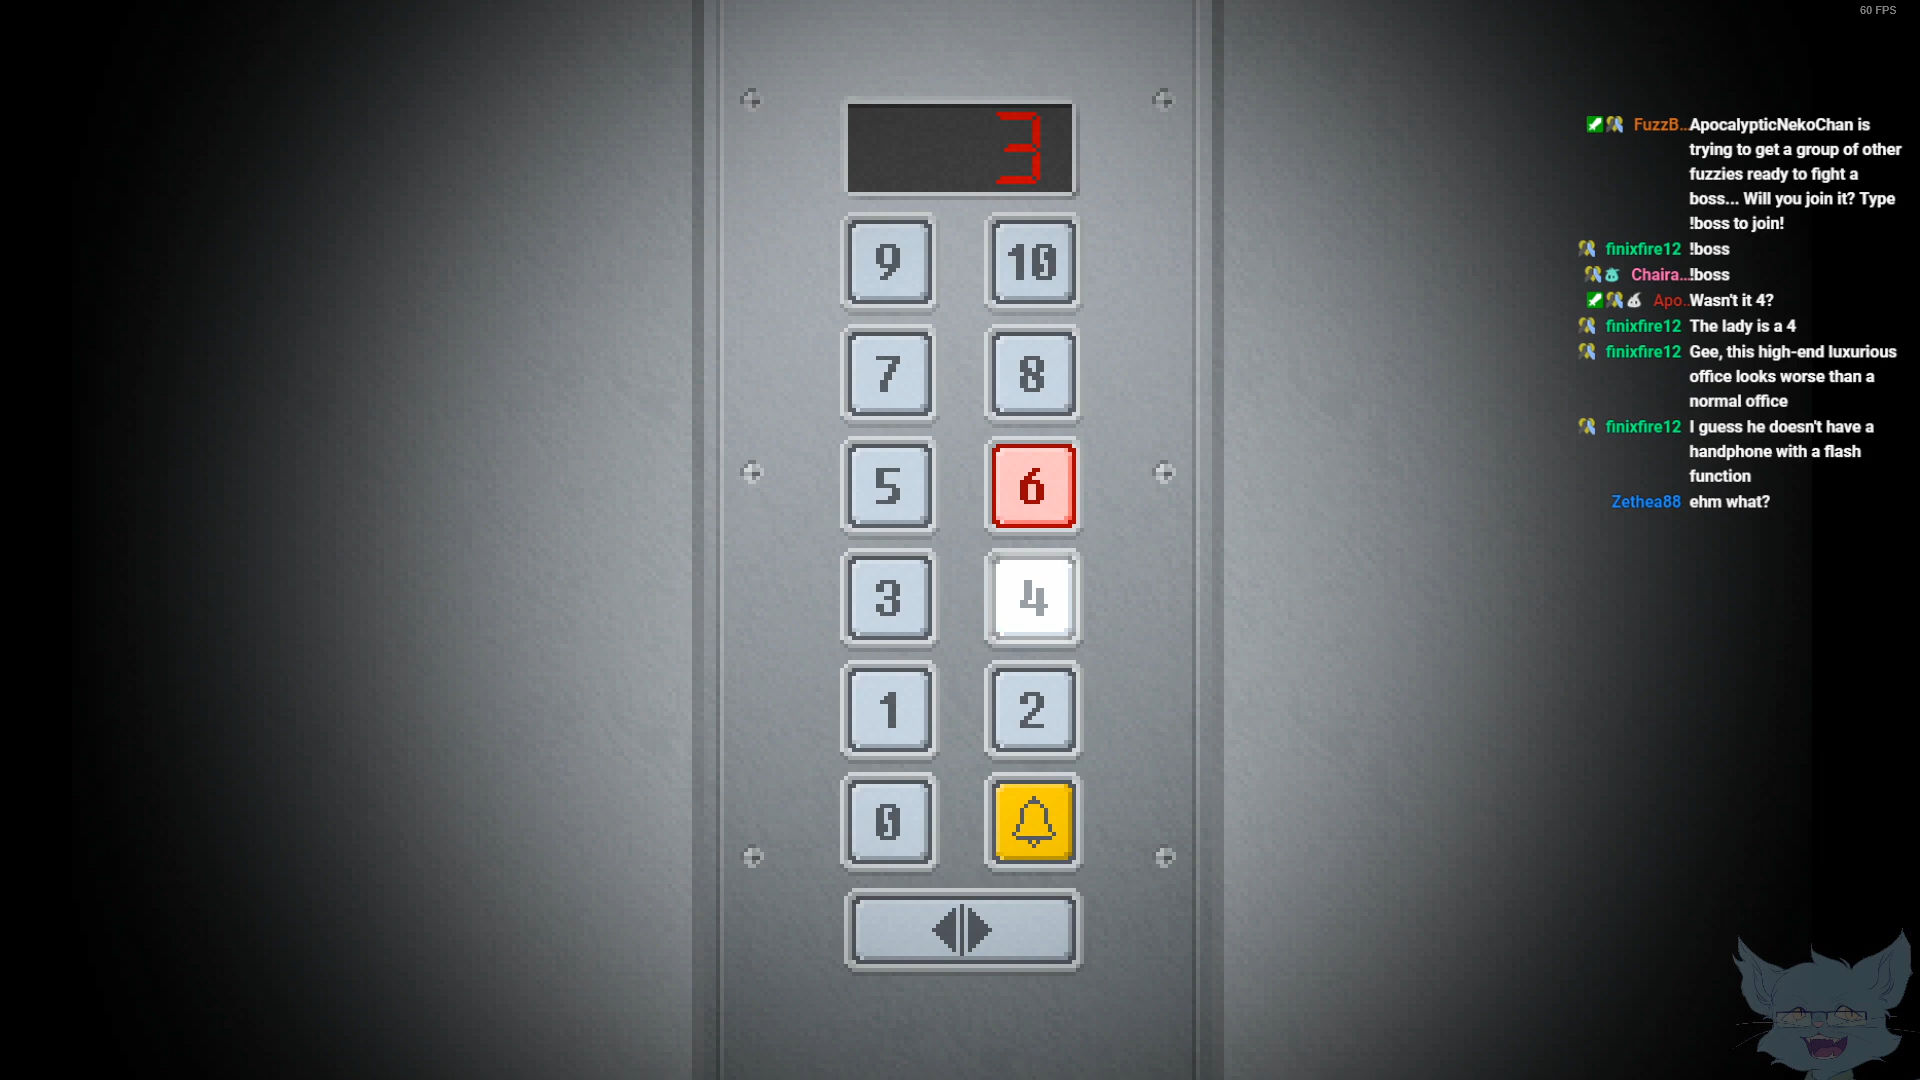 60 FPS
3
9 10
7 8
5 6
3 4
1 2
0
FuzzB... ApocalypticNekoChan is
trying to get a group of other
fuzzies ready to fight a
boss... Will you join it? Type
!boss to join!
finixfire12 !boss
Chaira... !boss
Apo... Wasn't it 4?
finixfire12 The lady is a 4
finixfire12 Gee, this high-end luxurious
office looks worse than a
normal office
finixfire12 I guess he doesn't have a
handphone with a flash
function
Zethea88 ehm what?